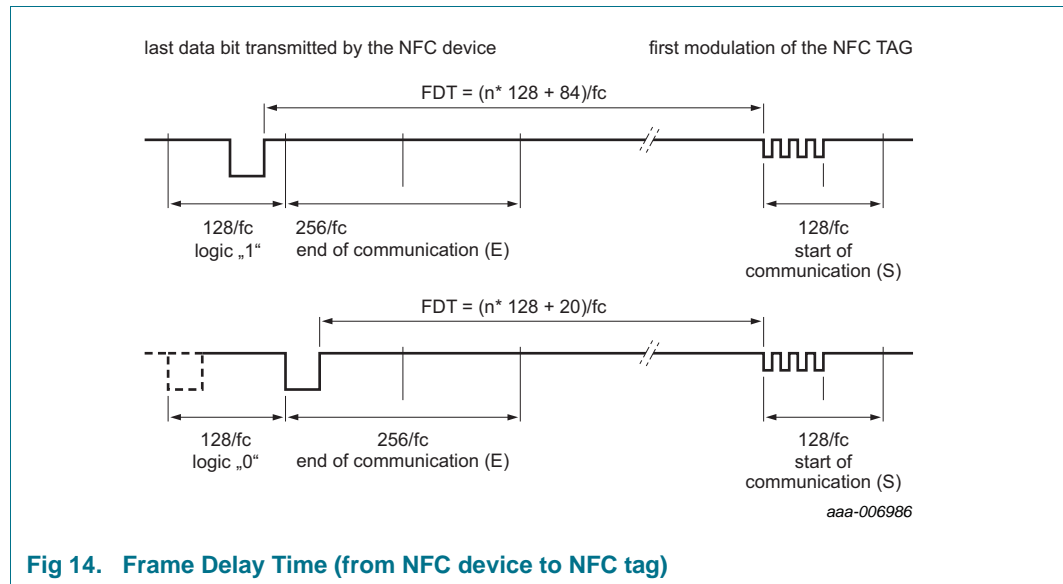 last data bit transmitted by the NFC device
first modulation of the NFC TAG
FDT = (n* 128 + 84)/fc
128/fc
logic „1“
256/fc
end of communication (E)
128/fc
start of
communication (S)
FDT = (n* 128 + 20)/fc
128/fc
logic „0“
256/fc
end of communication (E)
128/fc
start of
communication (S)
aaa-006986
Fig 14. Frame Delay Time (from NFC device to NFC tag)